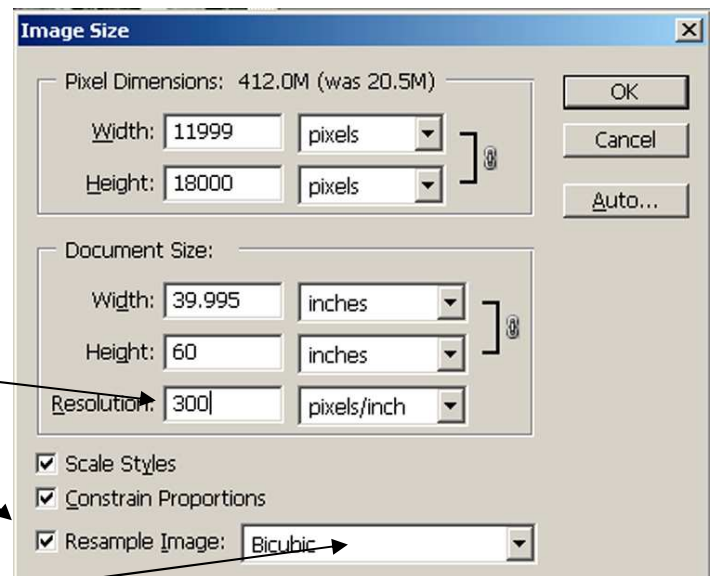 Image Size
Pixel Dimensions: 412.0M (was 20.5M)
Width: 11999 pixels
Height: 18000 pixels
OK
Cancel
Auto...
Document Size:
Width: 39.995 inches
Height: 60 inches
Resolution: 300 pixels/inch
Scale Styles
Constrain Proportions
Resample Image: Bicubic